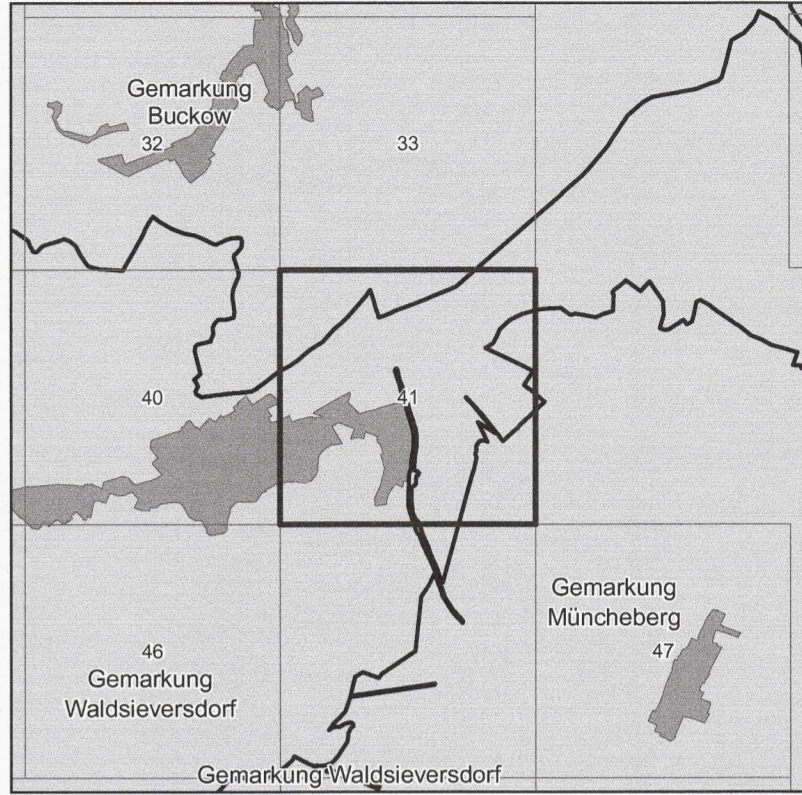 Gemarkung
Buckow
32
33
40
41
Gemarkung
Müncheberg
47
46
Gemarkung
Waldsieversdorf
Gemarkung Waldsieversdorf